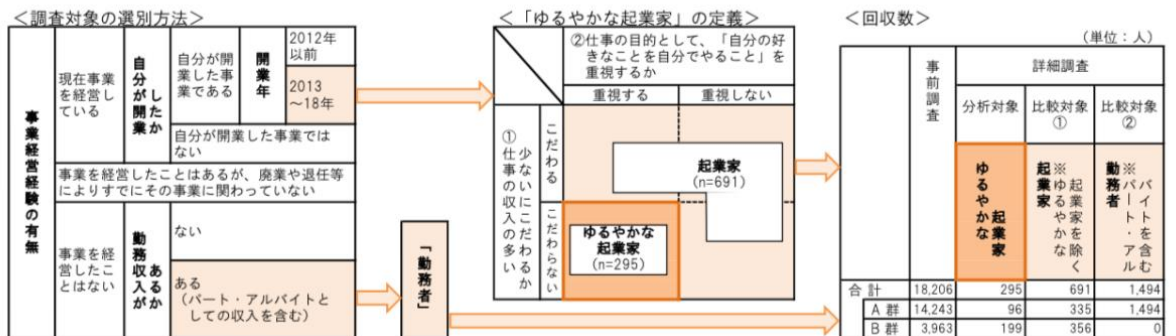 ＜調査対象の選別方法＞
事業経営経験の有無
現在事業
を経営し
ている
自分が開業
したか
自分が開
業した事
業である
開業年
2012年
以前
2013
～18年
自分が開業した事業では
ない
事業を経営したことはあるが、廃業や退任等
によりすでにその事業に関わっていない
事業を経
営したこ
とはない
勤務収入が
あるか
ない
ある
（パート・アルバイトと
しての収入を含む）
「勤務者」
＜「ゆるやかな起業家」の定義＞
②仕事の目的として、「自分の好
きなことを自分でやること」を
重視するか
重視する
重視しない
①仕事の収入の多い
少ないにこだわるか
こだわる
こだわらない
起業家
(n=691)
ゆるやかな
起業家
(n=295)
＜回収数＞
（単位：人）
事前調査
詳細調査
分析対象
比較対象
①
比較対象
②
ゆるやかな
起業家
起業家
※ゆるやかな
起業家を除く
勤務者
※パート・アル
バイトを含む
合計 18,206 295 691 1,494
A群 14,243 96 335 1,494
B群 3,963 199 356 0